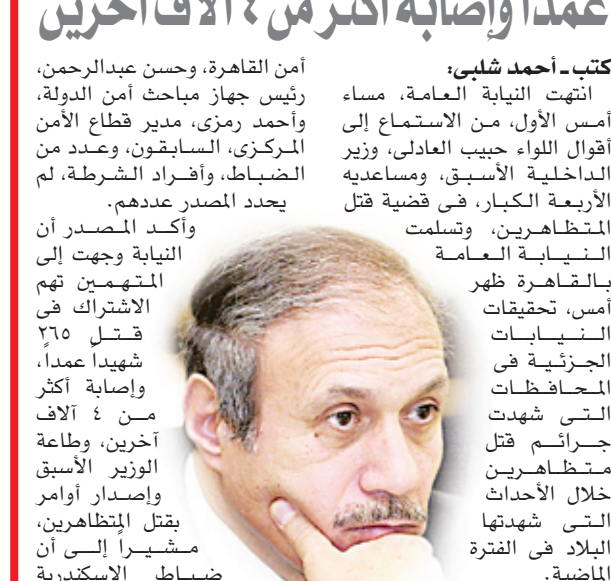 عمداً وإصابة أكثر من ٤ آلاف آخرين
كتب ـ أحمد شلبى:
انتهت النيابة العامة، مساء
أمس الأول، من الاستماع إلى
أقوال اللواء حبيب العادلى، وزير
الداخلية الأسبق، ومساعديه
الأربعة الكبار، فى قضية قتل
المتظاهرين، وتسلمت
النيابة العامة
بالقاهرة ظهر
أمس، تحقيقات
النيابات
الجزئية فى
المحافظات
التى شهدت
جرائم قتل
متظاهرين
خلال الأحداث
التى شهدتها
البلاد فى الفترة
الماضية.
أمن القاهرة، وحسن عبدالرحمن،
رئيس جهاز مباحث أمن الدولة،
وأحمد رمزى، مدير قطاع الأمن
المركزى، السابقون، وعدد من
الضباط، وأفراد الشرطة، لم
يحدد المصدر عددهم.
وأكد المصدر أن
النيابة وجهت إلى
المتهمين تهم
الاشتراك فى
قتل ٢٦٥
شهيداً عمداً،
وإصابة أكثر
من ٤ آلاف
آخرين، وطاعة
الوزير الأسبق
وإصدار أوامر
بقتل المتظاهرين،
مشيراً إلى أن
ضباط الإسكندرية